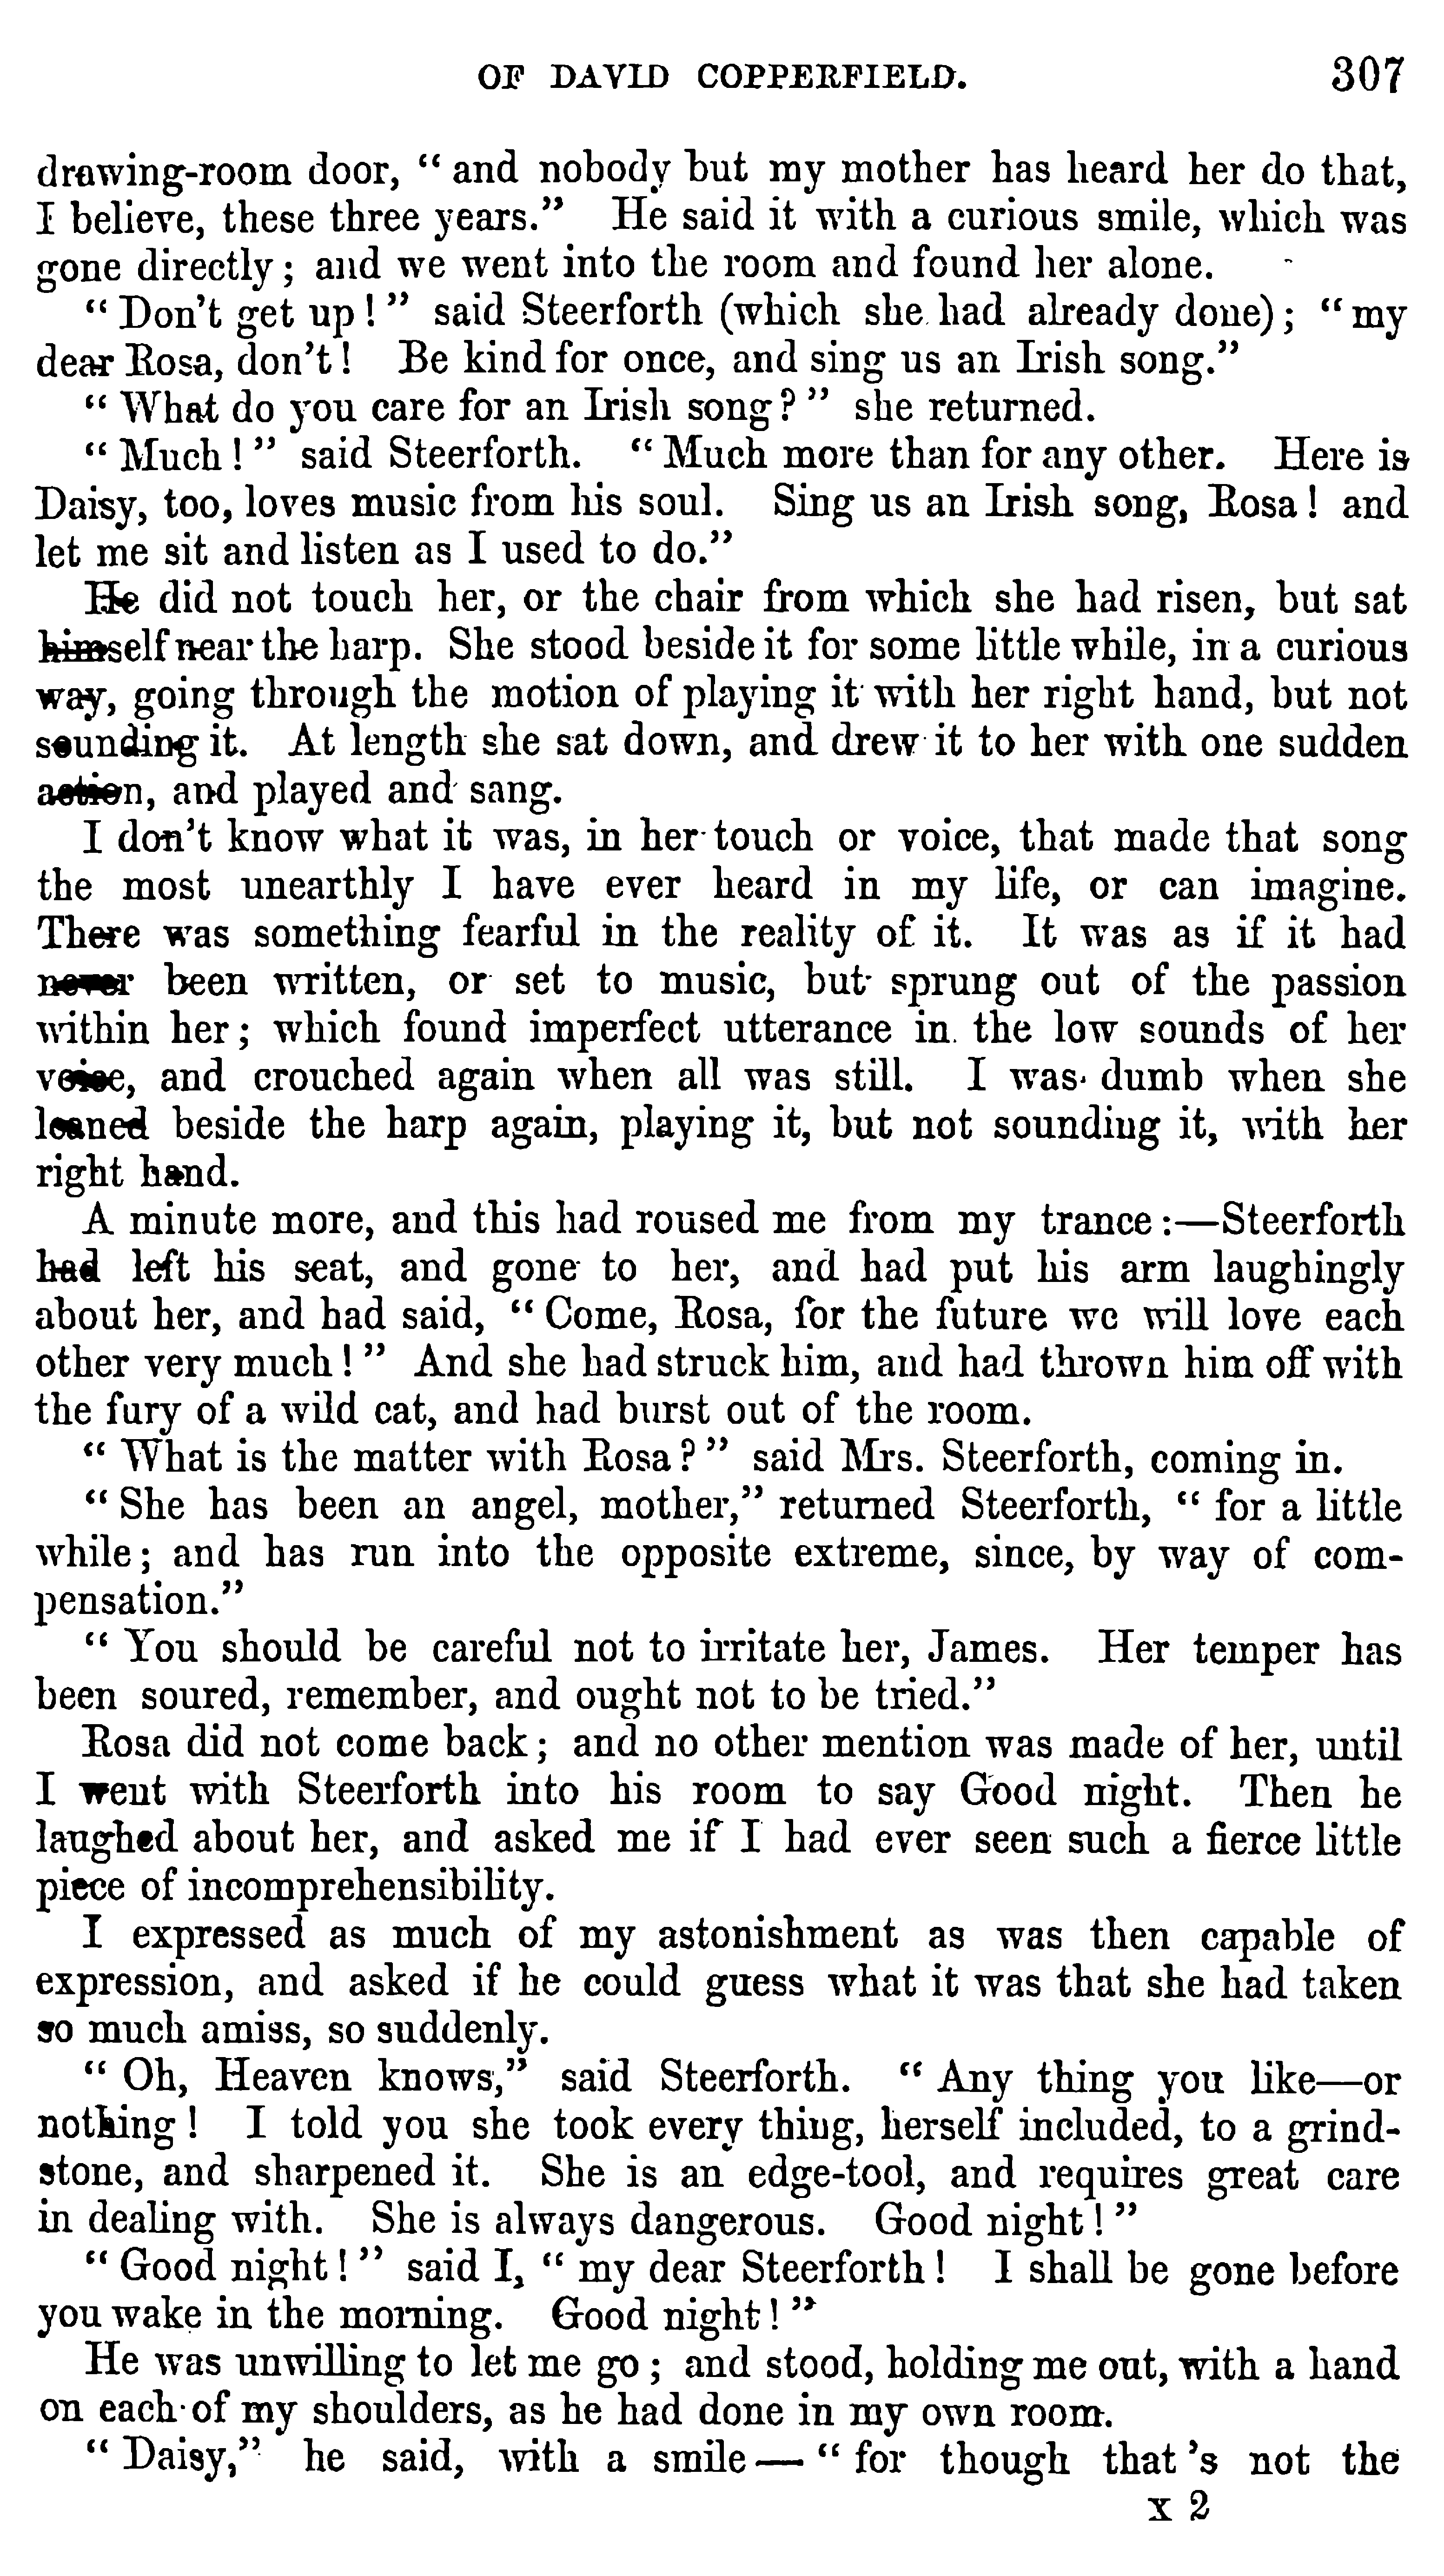 OF DAVID COPPERFIELD. 307
drawing-room door, “ and nobody but my mother has heard her do that,
I believe, these three years.” He said it with a curious smile, which was
gone directly ; and we went into the room and found her alone.
“ Don't get up ! ” said Steerforth (which she had already done) ; “ my
dear Rosa, don't ! Be kind for once, and sing us an Irish song.”
“ What do you care for an Irish song ? ” she returned.
“ Much ! ” said Steerforth. “ Much more than for any other. Here is
Daisy, too, loves music from his soul. Sing us an Irish song, Rosa ! and
let me sit and listen as I used to do.”
He did not touch her, or the chair from which she had risen, but sat
himself near the harp. She stood beside it for some little while, in a curious
way, going through the motion of playing it with her right hand, but not
sounding it. At length she sat down, and drew it to her with one sudden
action, and played and sang.
I don't know what it was, in her touch or voice, that made that song
the most unearthly I have ever heard in my life, or can imagine.
There was something fearful in the reality of it. It was as if it had
never been written, or set to music, but sprung out of the passion
within her ; which found imperfect utterance in the low sounds of her
voice, and crouched again when all was still. I was dumb when she
leaned beside the harp again, playing it, but not sounding it, with her
right hand.
A minute more, and this had roused me from my trance :—Steerforth
had left his seat, and gone to her, and had put his arm laughingly
about her, and had said, “ Come, Rosa, for the future we will love each
other very much ! ” And she had struck him, and had thrown him off with
the fury of a wild cat, and had burst out of the room.
“ What is the matter with Rosa ? ” said Mrs. Steerforth, coming in.
“ She has been an angel, mother,” returned Steerforth, “ for a little
while ; and has run into the opposite extreme, since, by way of com-
pensation.”
“ You should be careful not to irritate her, James. Her temper has
been soured, remember, and ought not to be tried.”
Rosa did not come back ; and no other mention was made of her, until
I went with Steerforth into his room to say Good night. Then he
laughed about her, and asked me if I had ever seen such a fierce little
piece of incomprehensibility.
I expressed as much of my astonishment as was then capable of
expression, and asked if he could guess what it was that she had taken
so much amiss, so suddenly.
“ Oh, Heaven knows,” said Steerforth. “ Any thing you like—or
nothing ! I told you she took every thing, herself included, to a grind-
stone, and sharpened it. She is an edge-tool, and requires great care
in dealing with. She is always dangerous. Good night ! ”
“ Good night ! ” said I, “ my dear Steerforth ! I shall be gone before
you wake in the morning. Good night ! ”
He was unwilling to let me go ; and stood, holding me out, with a hand
on each of my shoulders, as he had done in my own room.
“ Daisy,” he said, with a smile — “ for though that 's not the
x 2